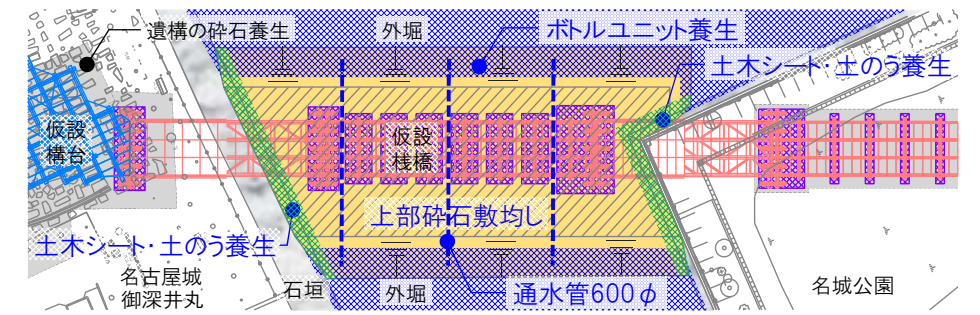 遺構の砕石養生
外堀
ボトルユニット養生
土木シート・土のう養生
仮設
構台
仮設
桟橋
上部砕石敷均し
土木シート・土のう養生
名古屋城
御深井丸
石垣
外堀
通水管600φ
名城公園